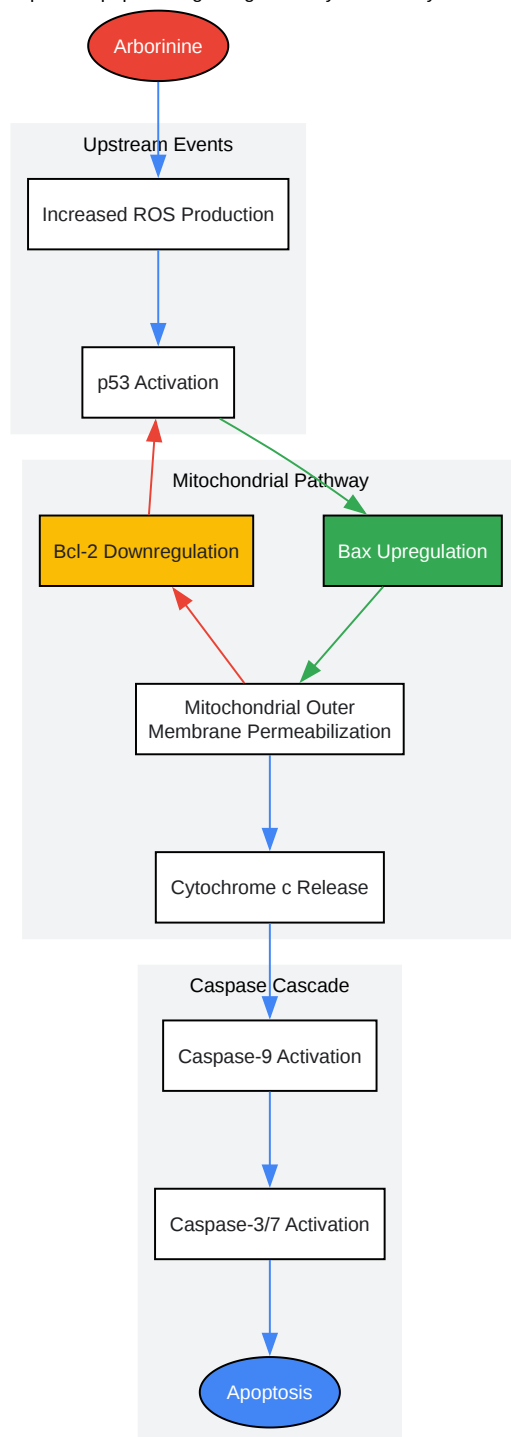 Arborinine
Upstream Events
Increased ROS Production
p53 Activation
Mitochondrial Pathway
Bcl-2 Downregulation
Bax Upregulation
Mitochondrial Outer
Membrane Permeabilization
Cytochrome c Release
Caspase Cascade
Caspase-9 Activation
Caspase-3/7 Activation
Apoptosis